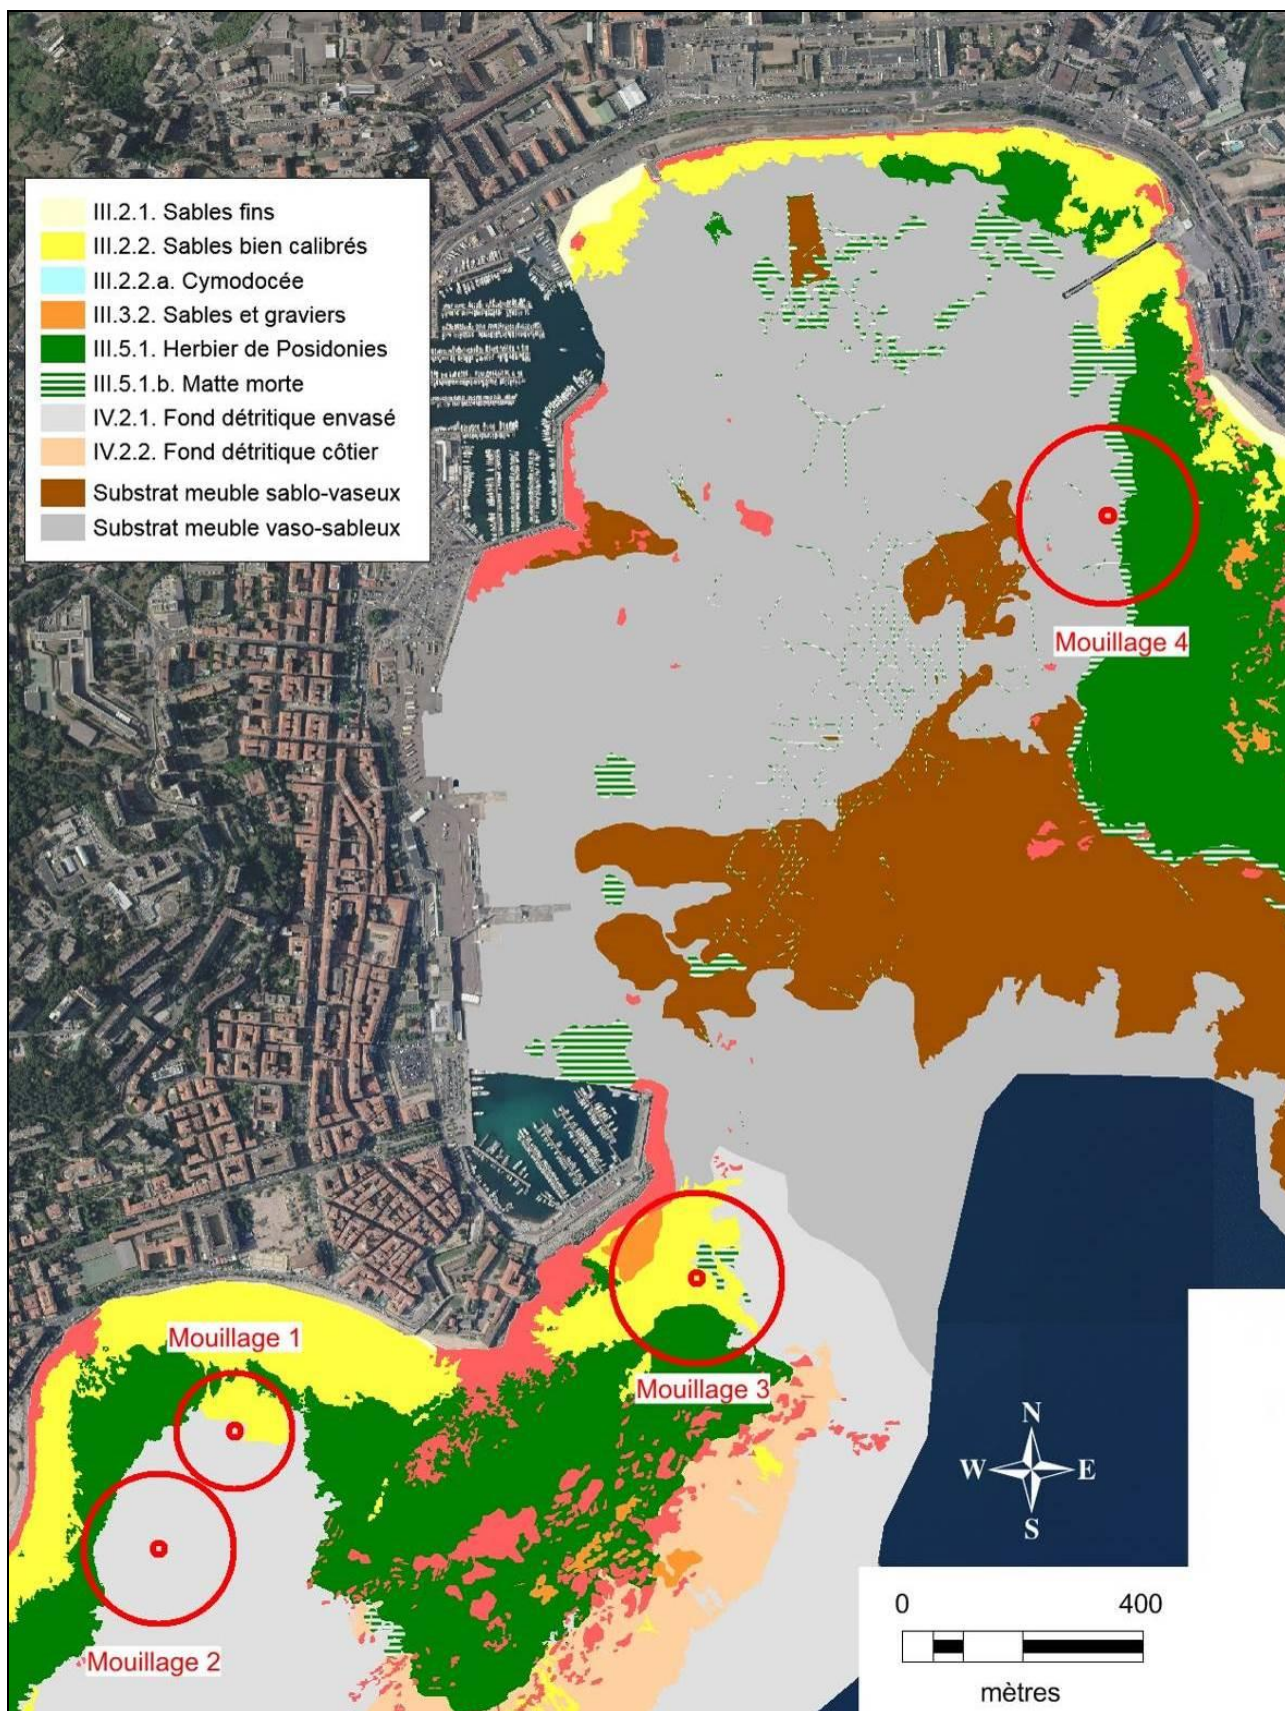 III.2.1. Sables fins
III.2.2. Sables bien calibrés
III.2.2.a. Cymodocée
III.3.2. Sables et graviers
III.5.1. Herbier de Posidonies
III.5.1.b. Matte morte
IV.2.1. Fond détritique envasé
IV.2.2. Fond détritique côtier
Substrat meuble sablo-vaseux
Substrat meuble vaso-sableux
Mouillage 4
Mouillage 1
Mouillage 3
Mouillage 2
N
W E
S
0 400
mètres